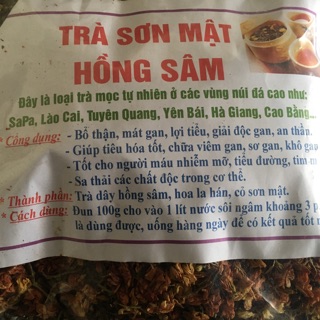 TRÀ SƠN MẬT
HỒNG SÂM
Đây là loại trà mọc tự nhiên ở các vùng núi đá cao như:
SaPa, Lào Cai, Tuyên Quang, Yên Bái, Hà Giang, Cao Bằng...
* Công dụng: - Bổ thận, mát gan, lợi tiểu, giải độc gan, an thần.
- Giúp tiêu hóa tốt, chữa viêm gan, sơ gan, khô gan
- Tốt cho người máu nhiễm mỡ, tiểu đường, tim m
- Sa thải các chất độc trong cơ thể.
* Thành phần: - Trà dây hồng sâm, hoa la hán, cỏ sơn mật.
* Cách dùng: - Đun 100g cho vào 1 lít nước sôi ngâm khoảng 3 p
là dùng được, uống hàng ngày để có kết quả tốt n